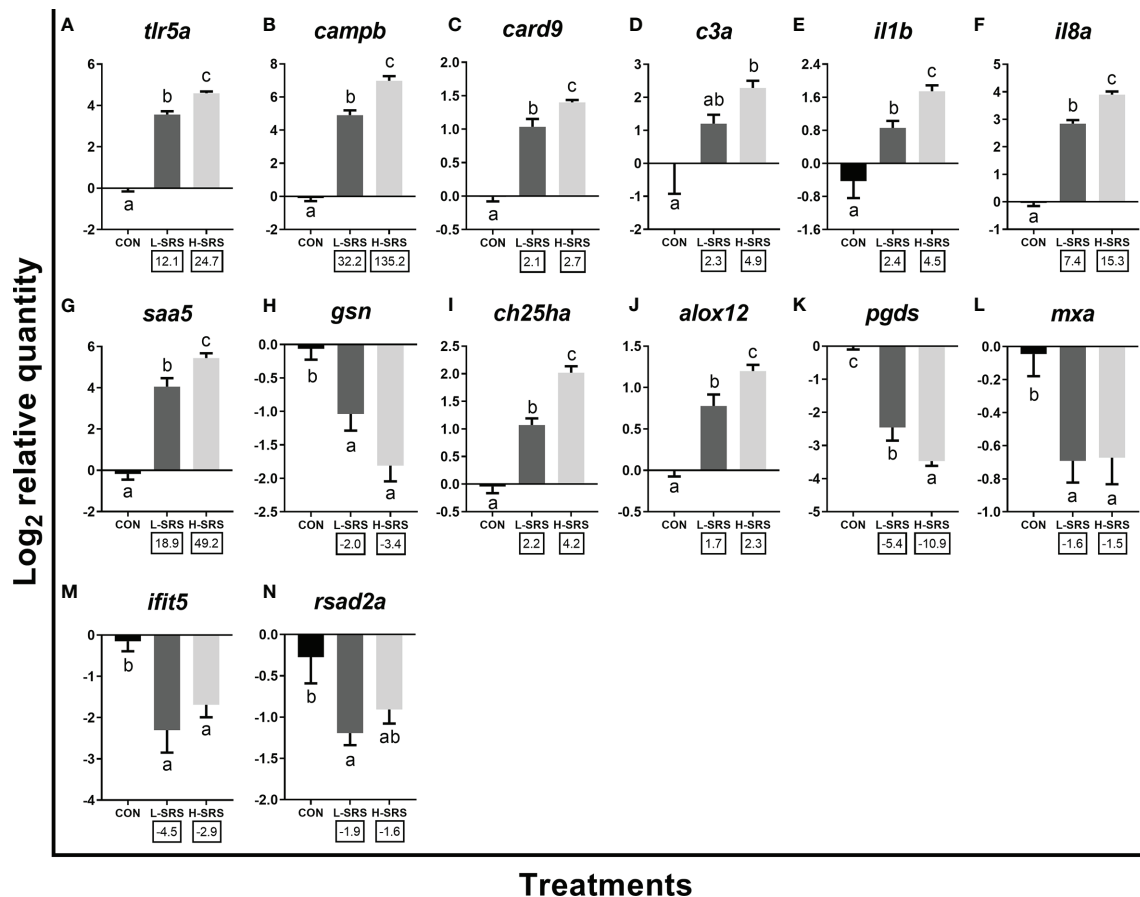 A tlr5a
6
4
2
0
-2
b
c
a
CON L-SRS H-SRS
12.1 24.7
B campb
8
6
4
2
0
-2
b
c
a
CON L-SRS H-SRS
32.2 135.2
C card9
2.0
1.5
1.0
0.5
0.0
-0.5
b
c
a
CON L-SRS H-SRS
2.1 2.7
D c3a
3
2
1
0
-1
-2
ab
b
a
CON L-SRS H-SRS
2.3 4.9
E il1b
2.4
1.6
0.8
0.0
-0.8
-1.6
b
c
a
CON L-SRS H-SRS
2.4 4.5
F il8a
5
4
3
2
1
0
-1
b
c
a
CON L-SRS H-SRS
7.4 15.3
G saa5
6
4
2
0
-2
b
c
a
CON L-SRS H-SRS
18.9 49.2
H gsn
0.0
-0.5
-1.0
-1.5
-2.0
-2.5
b
a
a
CON L-SRS H-SRS
-2.0 -3.4
I ch25ha
2.5
2.0
1.5
1.0
0.5
0.0
-0.5
b
c
a
CON L-SRS H-SRS
2.2 4.2
J alox12
1.5
1.0
0.5
0.0
-0.5
b
c
a
CON L-SRS H-SRS
1.7 2.3
K pgds
0
-1
-2
-3
-4
-5
c
b
a
CON L-SRS H-SRS
-5.4 -10.9
L mxa
0.0
-0.2
-0.4
-0.6
-0.8
-1.0
b
a
a
CON L-SRS H-SRS
-1.6 -1.5
M ifit5
0
-1
-2
-3
-4
b
a
a
CON L-SRS H-SRS
-4.5 -2.9
N rsad2a
0.0
-0.5
-1.0
-1.5
-2.0
b
a
ab
CON L-SRS H-SRS
-1.9 -1.6
Log2 relative quantity
Treatments